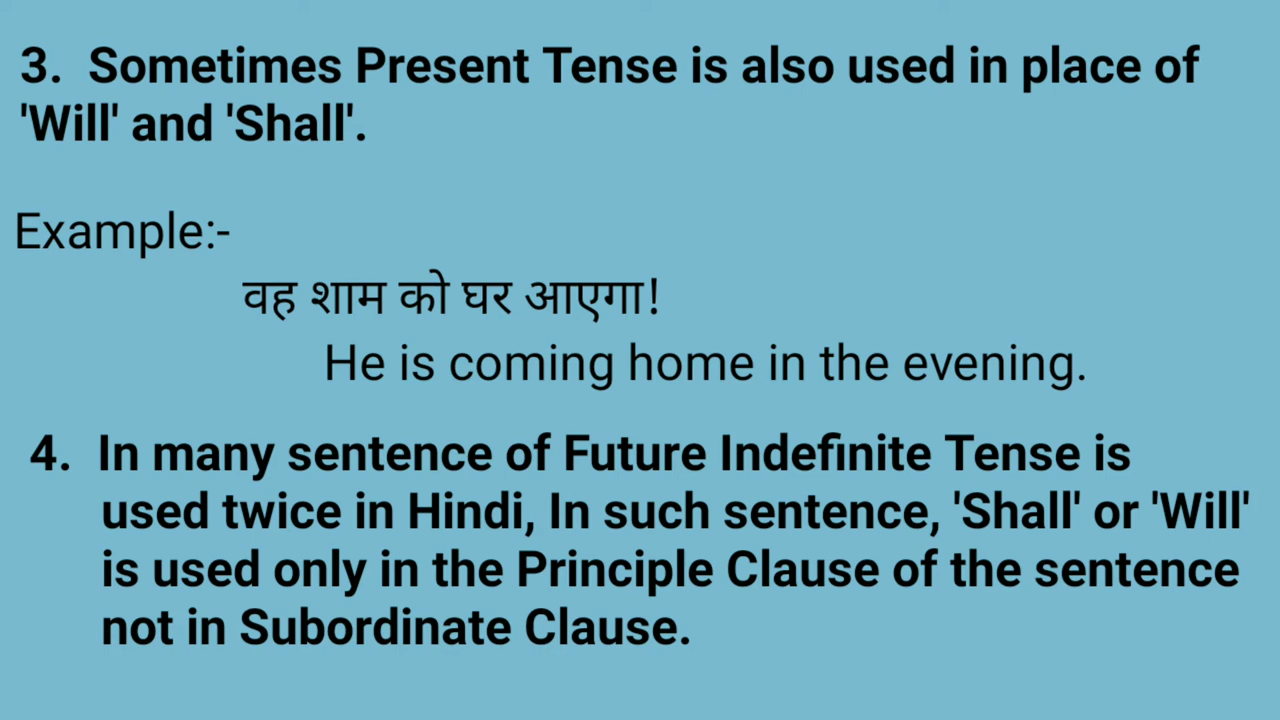 3. Sometimes Present Tense is also used in place of
'Will' and 'Shall'.
Example:-
वह शाम को घर आएगा!
He is coming home in the evening.
4. In many sentence of Future Indefinite Tense is
used twice in Hindi, In such sentence, 'Shall' or 'Will'
is used only in the Principle Clause of the sentence
not in Subordinate Clause.